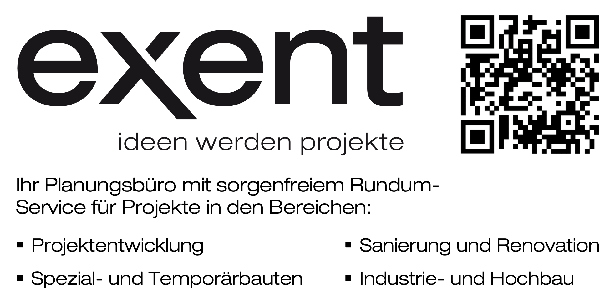 exent
ideen werden projekte
Ihr Planungsbüro mit sorgenfreiem Rundum-
Service für Projekte in den Bereichen:
▪ Projektentwicklung
▪ Spezial- und Temporärbauten
▪ Sanierung und Renovation
▪ Industrie- und Hochbau